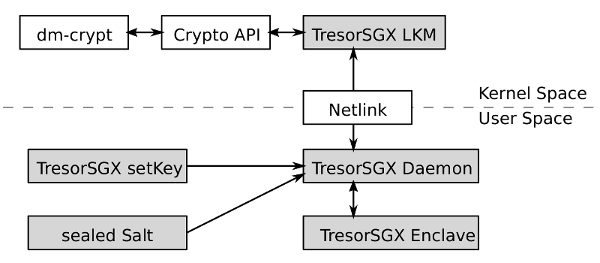 dm-crypt
Crypto API
TresorSGX LKM
Kernel Space
Netlink
User Space
TresorSGX setKey
TresorSGX Daemon
sealed Salt
TresorSGX Enclave